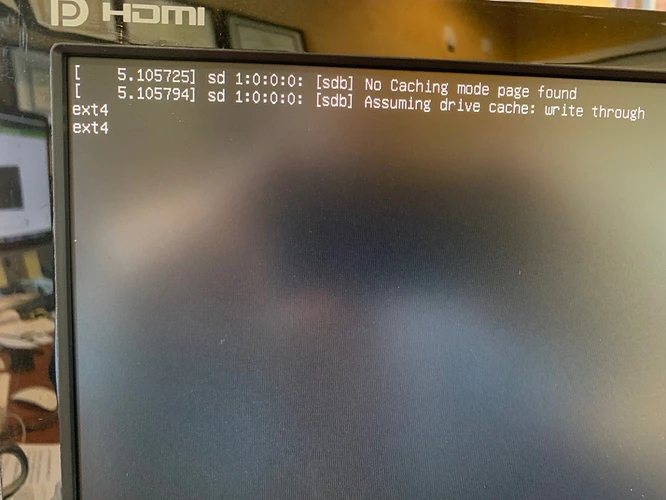 HDMI
[    5.105725] sd 1:0:0:0: [sdb] No Caching mode page found
[    5.105794] sd 1:0:0:0: [sdb] Assuming drive cache: write through
ext4
ext4